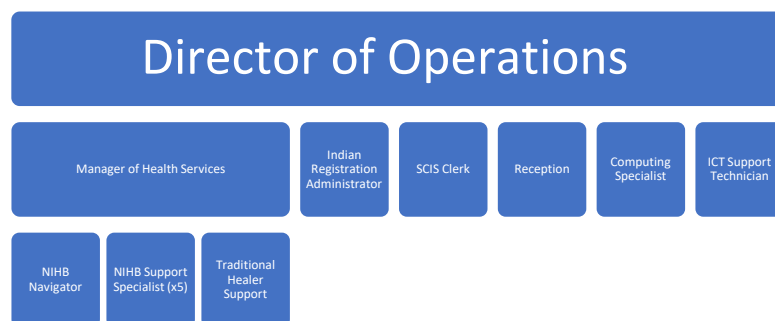 Director of Operations
Manager of Health Services
Indian
Registration
Administrator
SCIS Clerk
Reception
Computing
Specialist
ICT Support
Technician
NIHB
Navigator
NIHB Support
Specialist (x5)
Traditional
Healer
Support